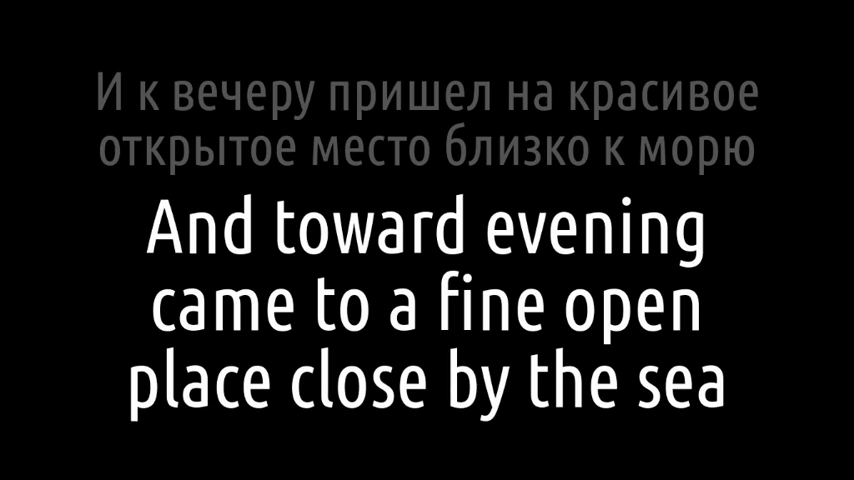 И к вечеру пришел на красивое
открытое место близко к морю
And toward evening
came to a fine open
place close by the sea